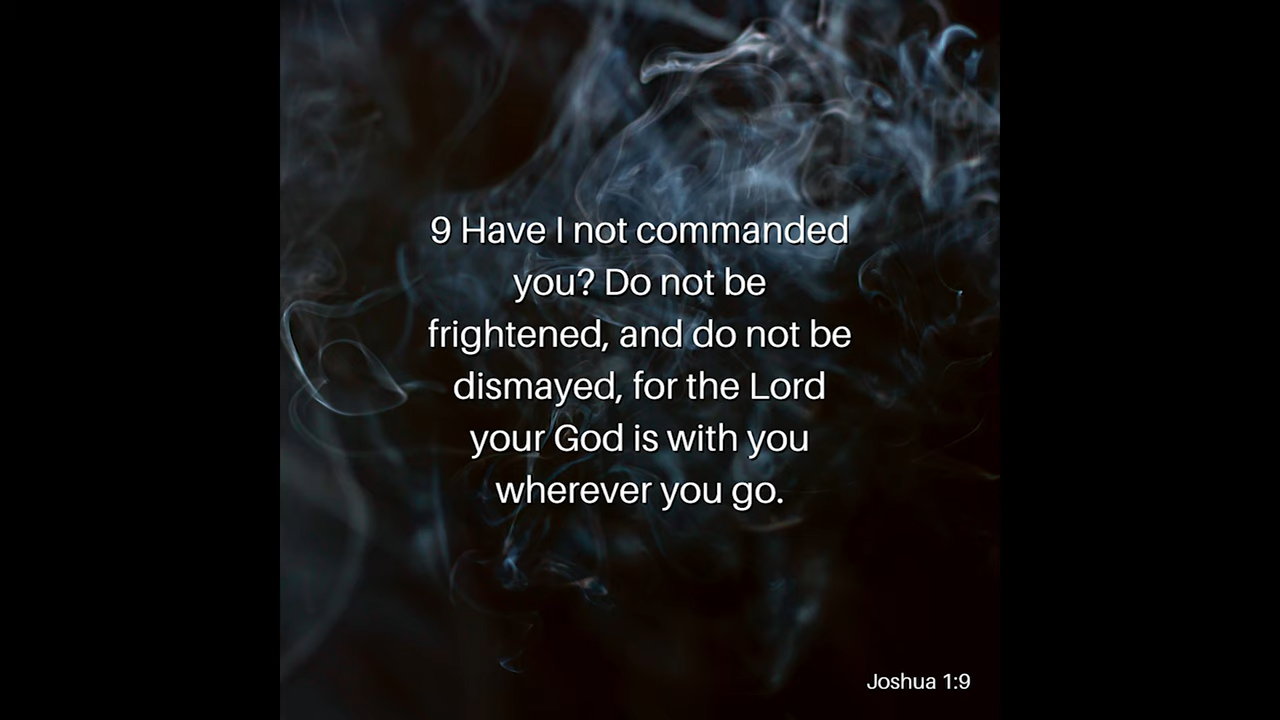 9 Have I not commanded
you? Do not be
frightened, and do not be
dismayed, for the Lord
your God is with you
wherever you go.
Joshua 1:9